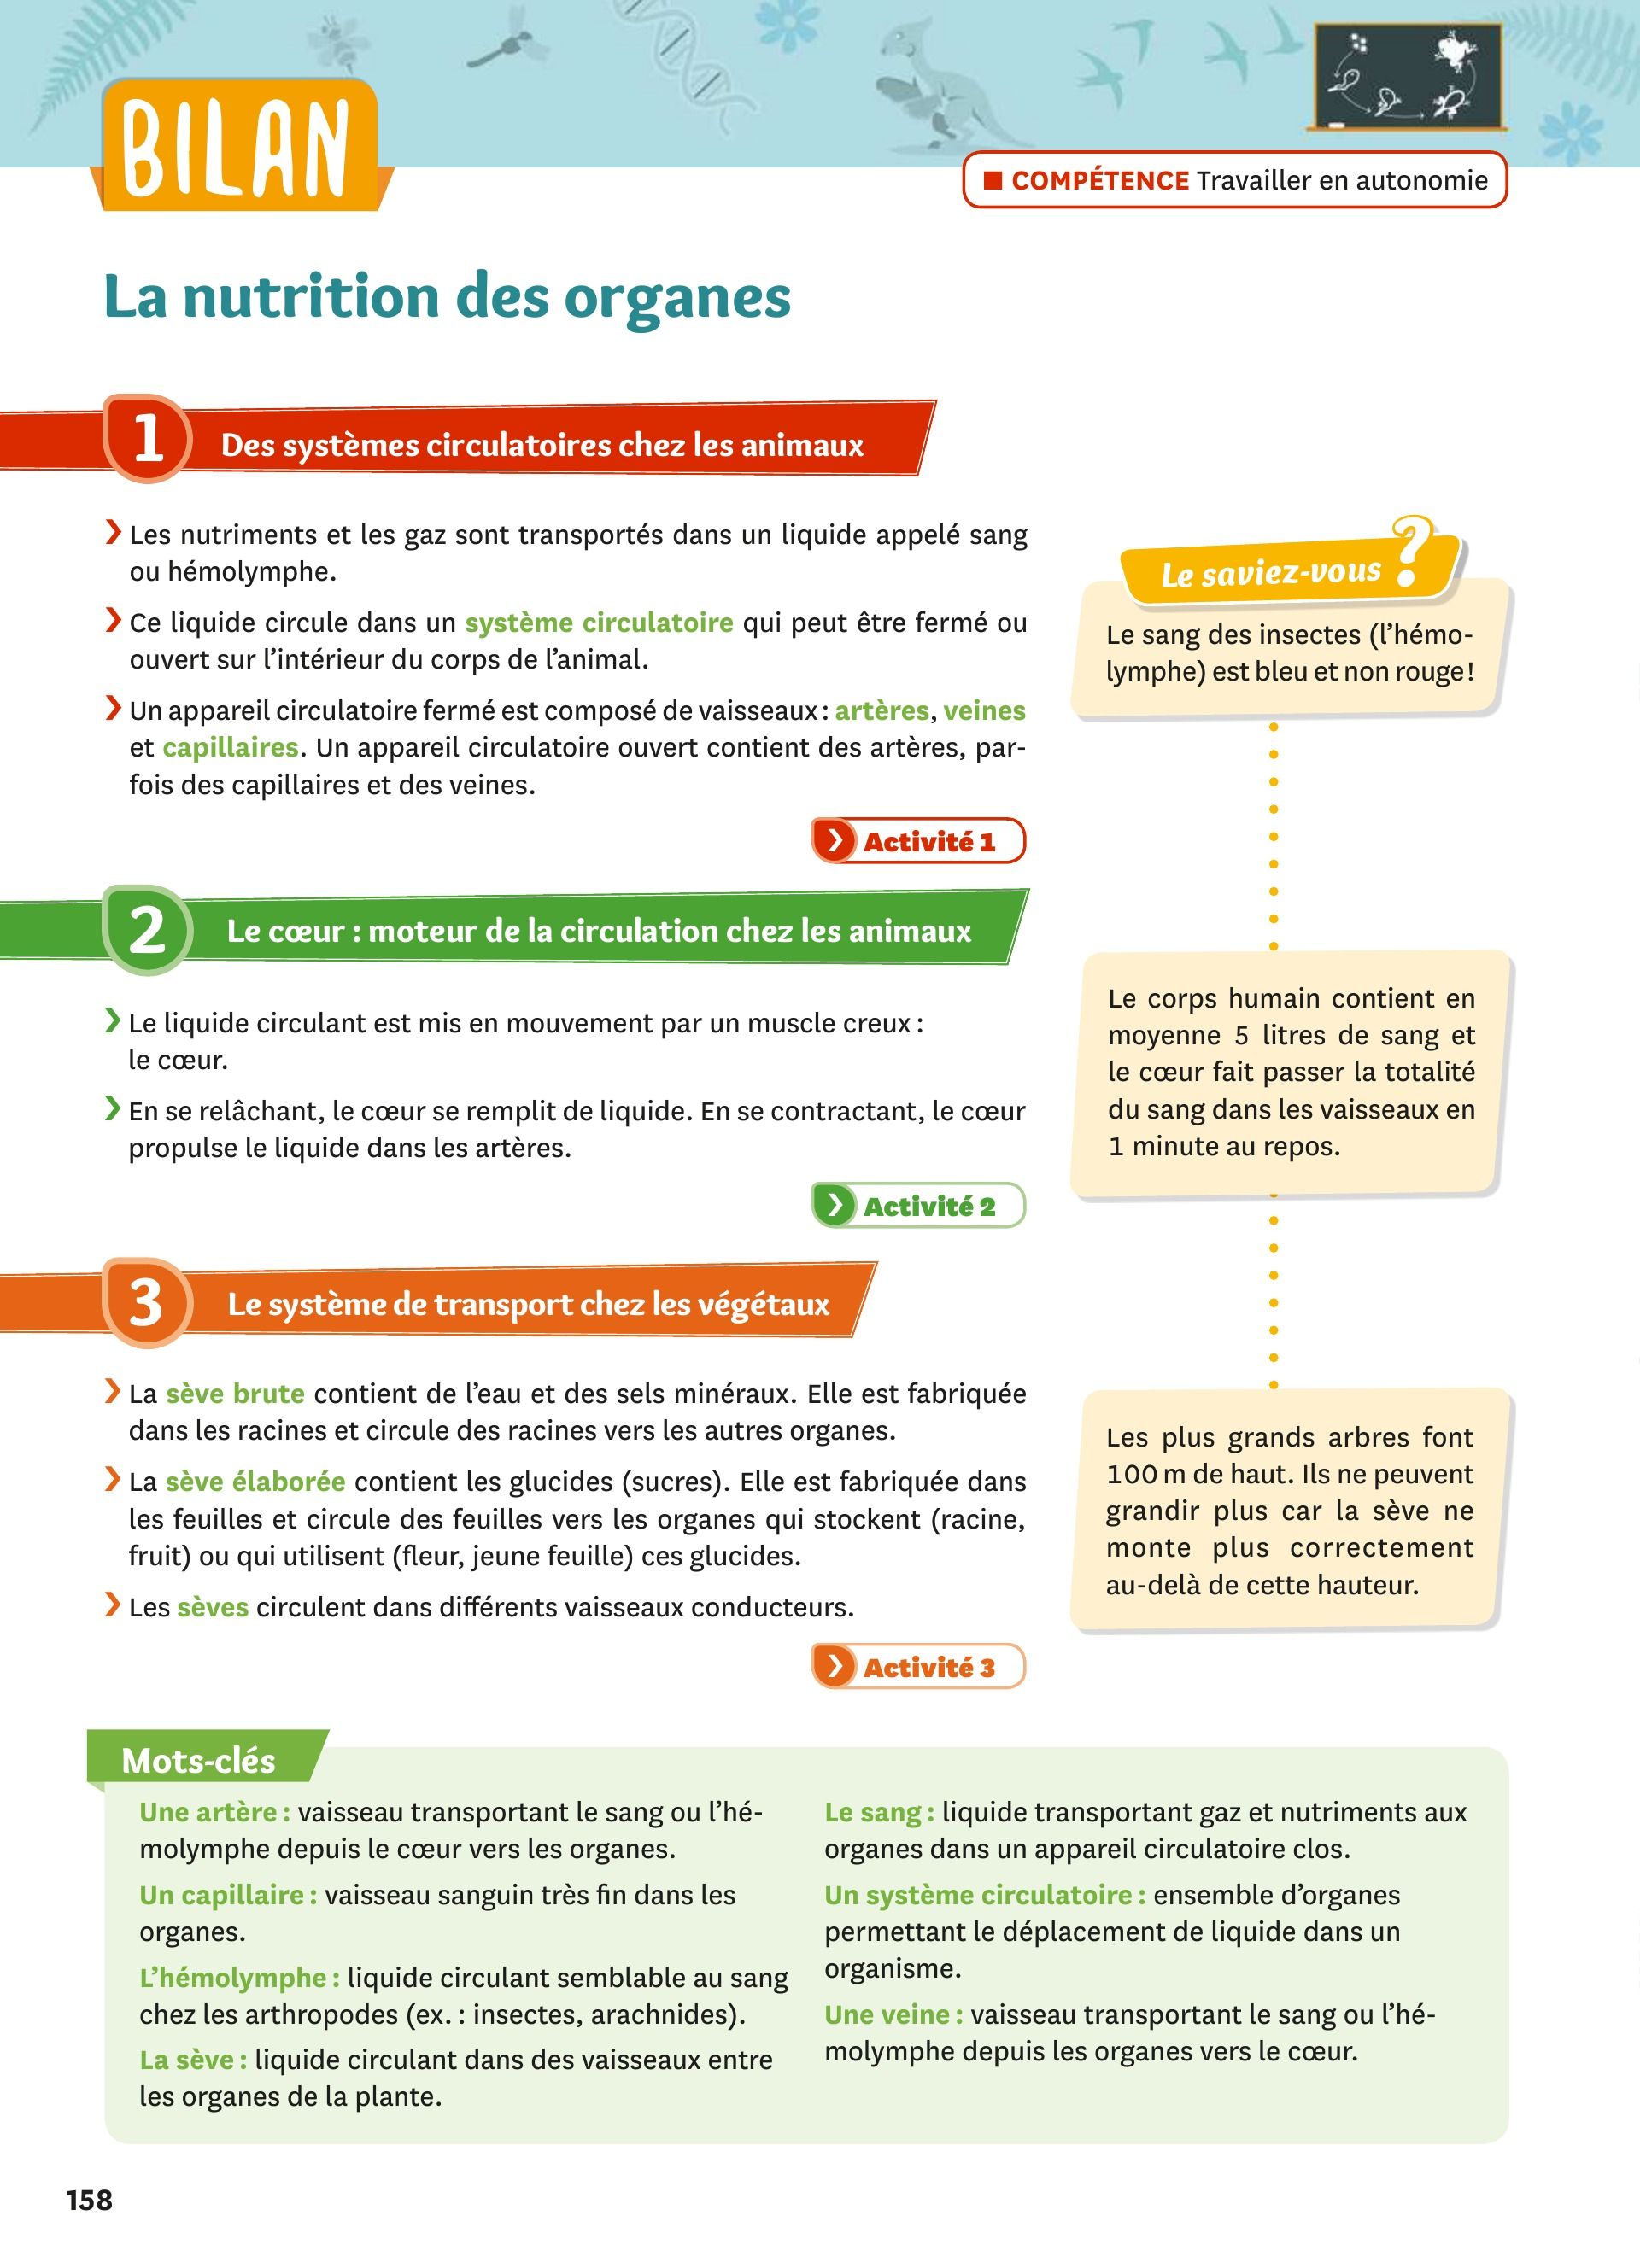 BILAN
■ COMPÉTENCE Travailler en autonomie
La nutrition des organes
1 Des systèmes circulatoires chez les animaux
❯ Les nutriments et les gaz sont transportés dans un liquide appelé sang
ou hémolymphe.
❯ Ce liquide circule dans un système circulatoire qui peut être fermé ou
ouvert sur l’intérieur du corps de l’animal.
❯ Un appareil circulatoire fermé est composé de vaisseaux : artères, veines
et capillaires. Un appareil circulatoire ouvert contient des artères, par-
fois des capillaires et des veines.
❯ Activité 1
Le saviez-vous ?
Le sang des insectes (l’hémo-
lymphe) est bleu et non rouge !
2 Le cœur : moteur de la circulation chez les animaux
❯ Le liquide circulant est mis en mouvement par un muscle creux :
le cœur.
❯ En se relâchant, le cœur se remplit de liquide. En se contractant, le cœur
propulse le liquide dans les artères.
❯ Activité 2
Le corps humain contient en
moyenne 5 litres de sang et
le cœur fait passer la totalité
du sang dans les vaisseaux en
1 minute au repos.
3 Le système de transport chez les végétaux
❯ La sève brute contient de l’eau et des sels minéraux. Elle est fabriquée
dans les racines et circule des racines vers les autres organes.
❯ La sève élaborée contient les glucides (sucres). Elle est fabriquée dans
les feuilles et circule des feuilles vers les organes qui stockent (racine,
fruit) ou qui utilisent (fleur, jeune feuille) ces glucides.
❯ Les sèves circulent dans différents vaisseaux conducteurs.
❯ Activité 3
Les plus grands arbres font
100 m de haut. Ils ne peuvent
grandir plus car la sève ne
monte plus correctement
au-delà de cette hauteur.
Mots-clés
Une artère : vaisseau transportant le sang ou l’hé-
molymphe depuis le cœur vers les organes.
Un capillaire : vaisseau sanguin très fin dans les
organes.
L’hémolymphe : liquide circulant semblable au sang
chez les arthropodes (ex. : insectes, arachnides).
La sève : liquide circulant dans des vaisseaux entre
les organes de la plante.
Le sang : liquide transportant gaz et nutriments aux
organes dans un appareil circulatoire clos.
Un système circulatoire : ensemble d’organes
permettant le déplacement de liquide dans un
organisme.
Une veine : vaisseau transportant le sang ou l’hé-
molymphe depuis les organes vers le cœur.
158